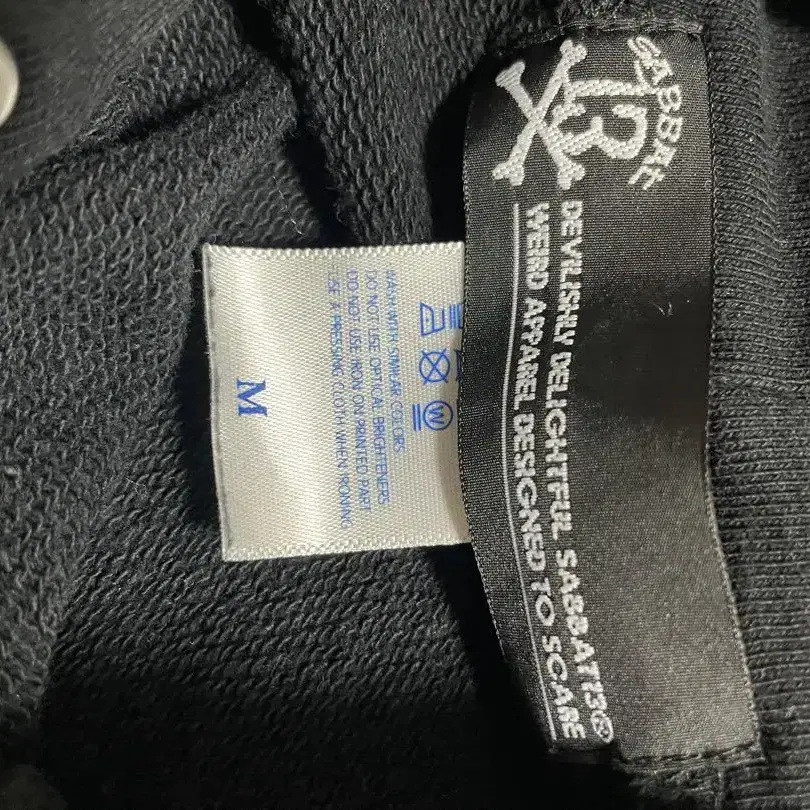 13
DEVILISHLY DELIGHTFUL SABBAT13®
WEIRD APPAREL DESIGNED TO SCARE
W
WASH WITH SIMILAR COLORS
DO NOT USE OPTICAL BRIGHTENERS
DO NOT USE IRON ON PRINTED PART
USE A PRESSING CLOTH WHEN IRONING
M